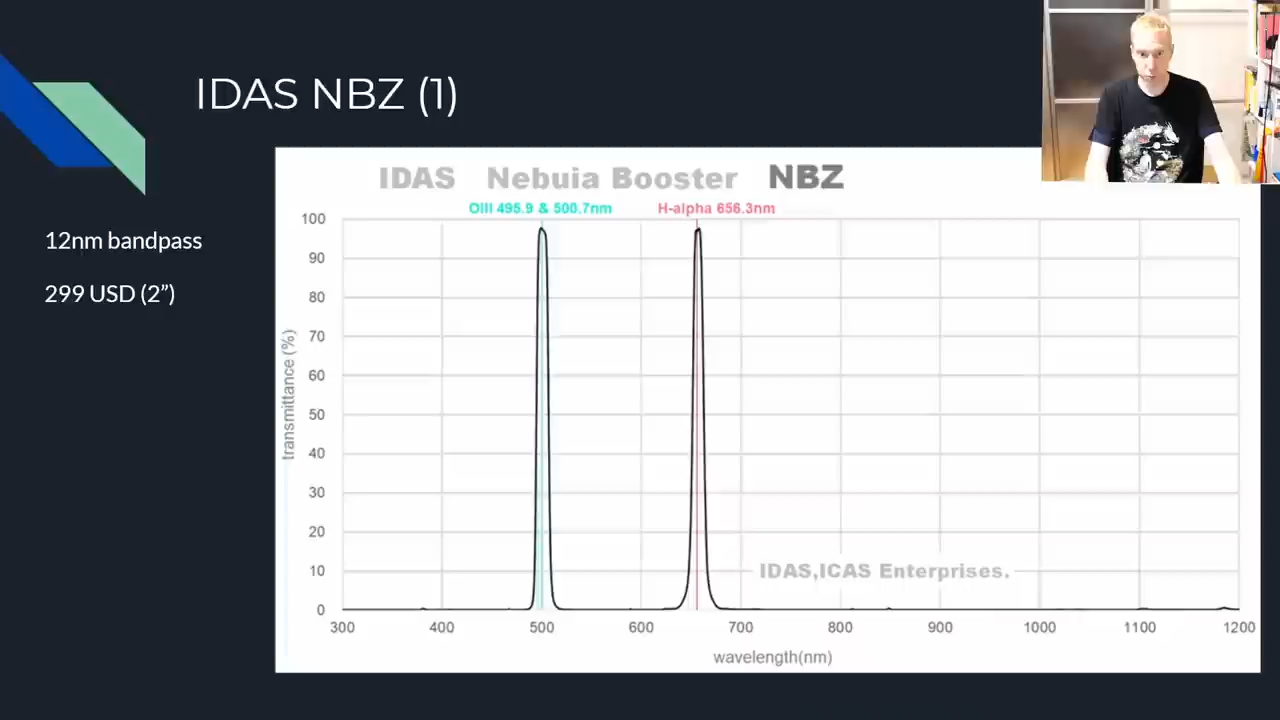 IDAS NBZ (1)
12nm bandpass
299 USD (2”)
IDAS Nebuia Booster NBZ
OIII 495.9 & 500.7nm H-alpha 656.3nm
100
90
80
70
60
50
40
30
20
10
0
transmittance (%)
IDAS,ICAS Enterprises.
300 400 500 600 700 800 900 1000 1100 1200
wavelength(nm)